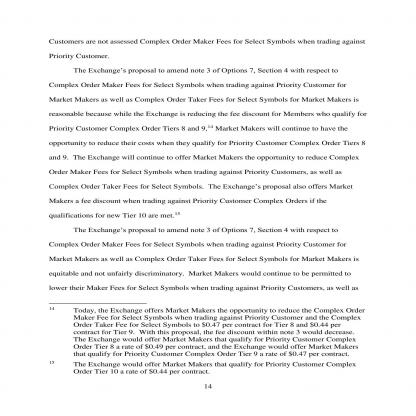 Customers are not assessed Complex Order Maker Fees for Select Symbols when trading against
Priority Customer.
The Exchange's proposal to amend note 3 of Options 7, Section 4 with respect to
Complex Order Maker Fees for Select Symbols when trading against Priority Customer for
Market Makers as well as Complex Order Taker Fees for Select Symbols for Market Makers is
reasonable because while the Exchange is reducing the fee discount for Members who qualify for
Priority Customer Complex Order Tiers 8 and 9,14 Market Makers will continue to have the
opportunity to reduce their costs when they qualify for Priority Customer Complex Order Tiers 8
and 9. The Exchange will continue to offer Market Makers the opportunity to reduce Complex
Order Maker Fees for Select Symbols when trading against Priority Customers, as well as
Complex Order Taker Fees for Select Symbols. The Exchange's proposal also offers Market
Makers a fee discount when trading against Priority Customer Complex Orders if the
qualifications for new Tier 10 are met.15
The Exchange's proposal to amend note 3 of Options 7, Section 4 with respect to
Complex Order Maker Fees for Select Symbols when trading against Priority Customer for
Market Makers as well as Complex Order Taker Fees for Select Symbols for Market Makers is
equitable and not unfairly discriminatory. Market Makers would continue to be permitted to
lower their Maker Fees for Select Symbols when trading against Priority Customers, as well as
14 Today, the Exchange offers Market Makers the opportunity to reduce the Complex Order
Maker Fee for Select Symbols when trading against Priority Customer and the Complex
Order Taker Fee for Select Symbols to $0.47 per contract for Tier 8 and $0.44 per
contract for Tier 9. With this proposal, the fee discount within note 3 would decrease.
The Exchange would offer Market Makers that qualify for Priority Customer Complex
Order Tier 8 a rate of $0.49 per contract, and the Exchange would offer Market Makers
that qualify for Priority Customer Complex Order Tier 9 a rate of $0.47 per contract.
15 The Exchange would offer Market Makers that qualify for Priority Customer Complex
Order Tier 10 a rate of $0.44 per contract.
14